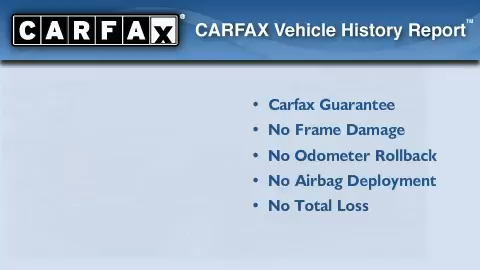 CARFAX® CARFAX Vehicle History Report™
• Carfax Guarantee
• No Frame Damage
• No Odometer Rollback
• No Airbag Deployment
• No Total Loss